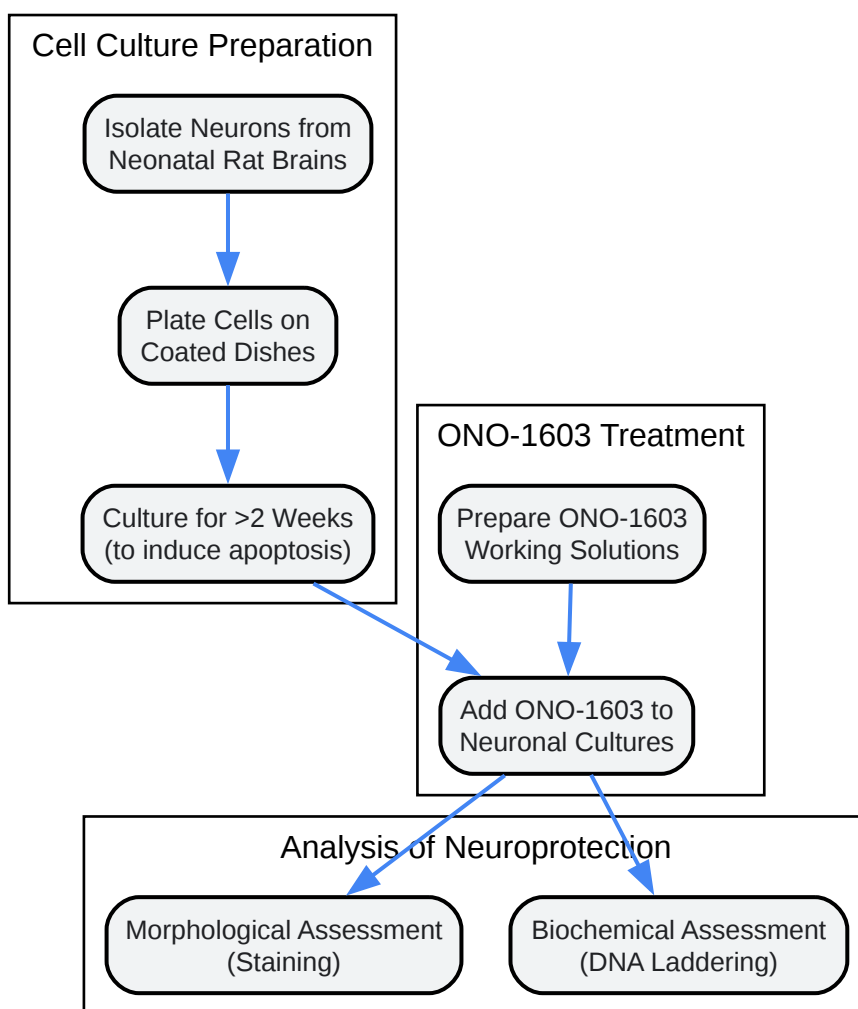 Cell Culture Preparation
Isolate Neurons from
Neonatal Rat Brains
Plate Cells on
Coated Dishes
Culture for >2 Weeks
(to induce apoptosis)
ONO-1603 Treatment
Prepare ONO-1603
Working Solutions
Add ONO-1603 to
Neuronal Cultures
Analysis of Neuroprotection
Morphological Assessment
(Staining)
Biochemical Assessment
(DNA Laddering)